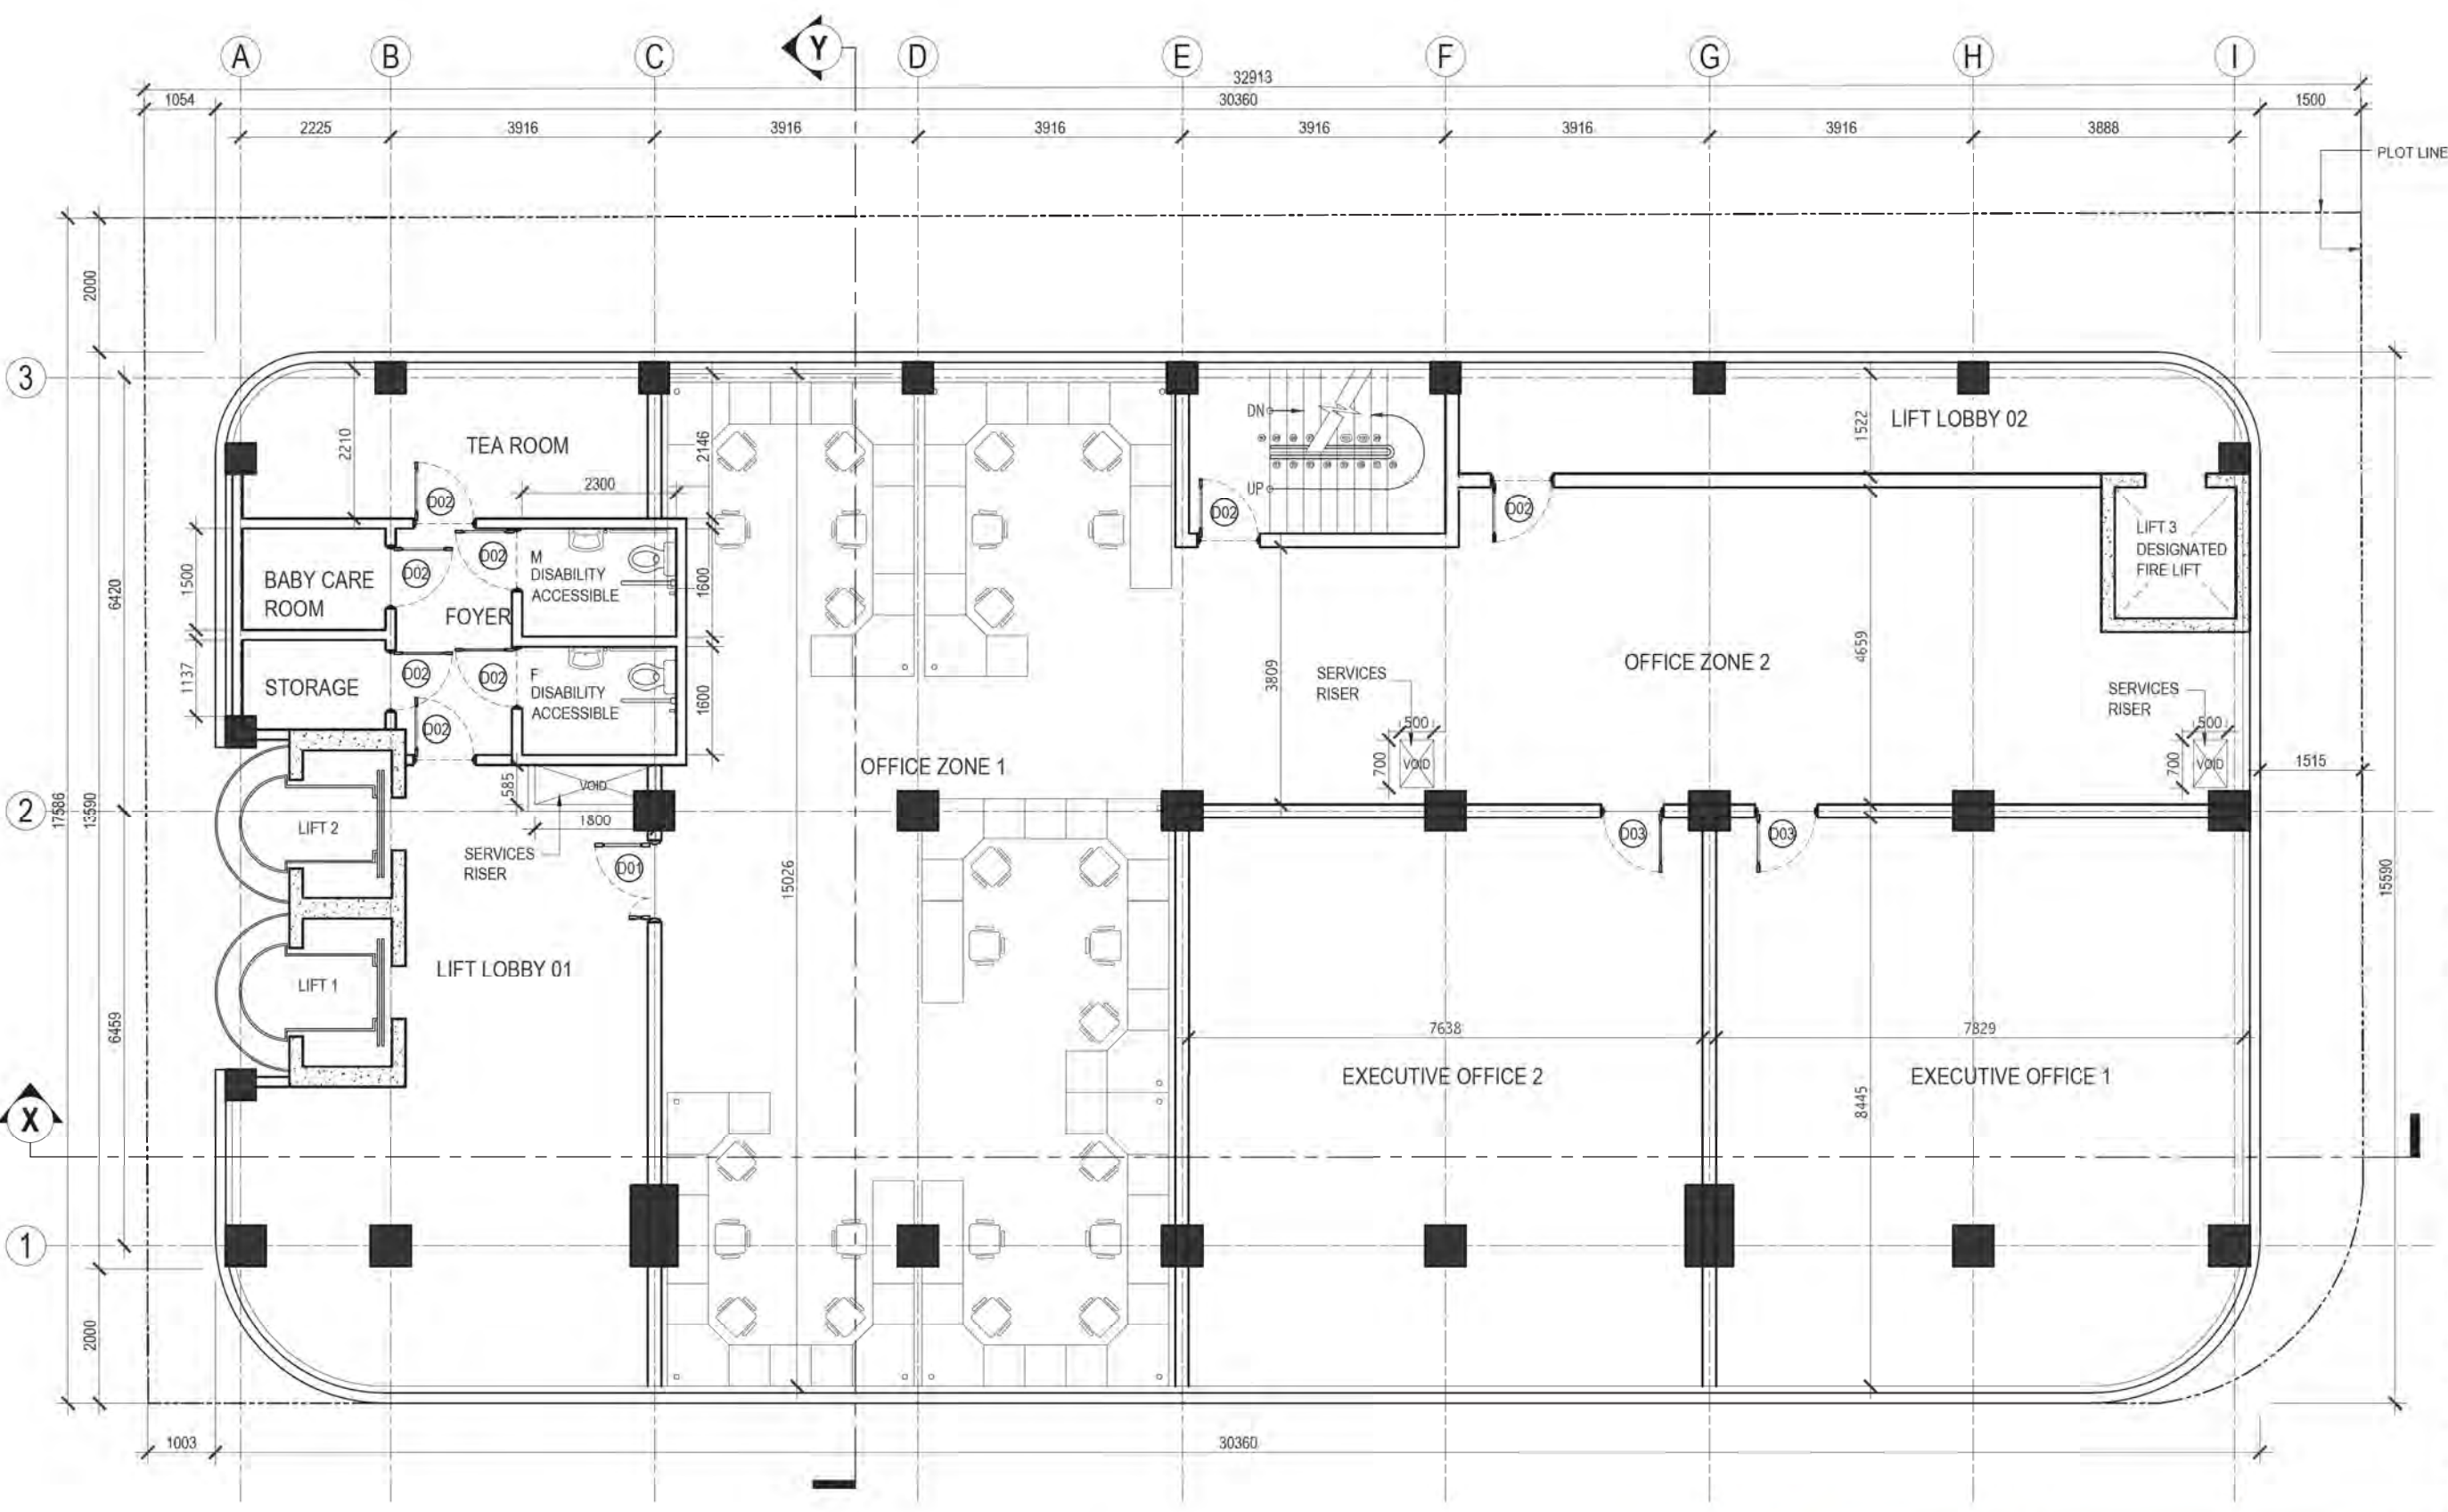 A
B
C
Y
D
E
F
G
H
I
32913
1054
30360
1500
2225
3916
3916
3916
3916
3916
3916
3888
PLOT LINE
2000
3
DN
UP
2210
TEA ROOM
2146
1522
LIFT LOBBY 02
2300
D02
D02
D02
LIFT 3
DESIGNATED
FIRE LIFT
6420
1500
BABY CARE
ROOM
D02
D02
M
DISABILITY
ACCESSIBLE
1600
FOYER
1137
STORAGE
D02
D02
F
DISABILITY
ACCESSIBLE
1600
D02
3809
SERVICES
RISER
500
700
VOID
OFFICE ZONE 2
4659
SERVICES
RISER
500
700
VOID
OFFICE ZONE 1
1515
585
VOID
1800
SERVICES
RISER
2
17586
13590
LIFT 2
D01
D03
D03
15026
15590
LIFT LOBBY 01
LIFT 1
6459
7638
7829
EXECUTIVE OFFICE 2
EXECUTIVE OFFICE 1
8445
X
1
2000
1003
30360